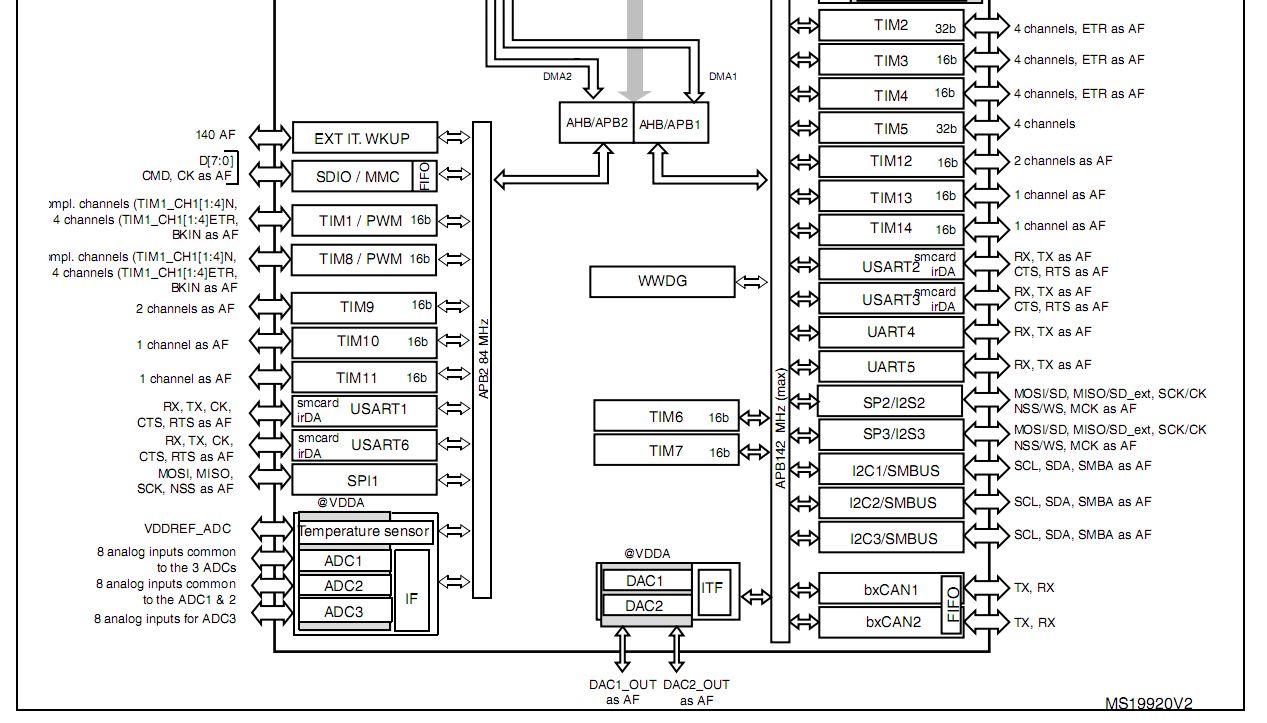 TIM2 32b
4 channels, ETR as AF
TIM3 16b
4 channels, ETR as AF
DMA2
DMA1
TIM4 16b
4 channels, ETR as AF
AHB/APB2
AHB/APB1
TIM5 32b
4 channels
TIM12 16b
2 channels as AF
TIM13 16b
1 channel as AF
TIM14 16b
1 channel as AF
USART2 smcard
irDA
RX, TX as AF
CTS, RTS as AF
USART3 smcard
irDA
RX, TX as AF
CTS, RTS as AF
UART4
RX, TX as AF
UART5
RX, TX as AF
SP2/I2S2
MOSI/SD, MISO/SD_ext, SCK/CK
NSS/WS, MCK as AF
SP3/I2S3
MOSI/SD, MISO/SD_ext, SCK/CK
NSS/WS, MCK as AF
I2C1/SMBUS
SCL, SDA, SMBA as AF
I2C2/SMBUS
SCL, SDA, SMBA as AF
I2C3/SMBUS
SCL, SDA, SMBA as AF
bxCAN1
TX, RX
bxCAN2
TX, RX
FIFO
140 AF
EXT IT. WKUP
D[7:0]
CMD, CK as AF
SDIO / MMC
FIFO
channels (TIM1_CH1[1:4]N,
4 channels (TIM1_CH1[1:4]ETR,
BKIN as AF
TIM1 / PWM 16b
channels (TIM1_CH1[1:4]N,
4 channels (TIM1_CH1[1:4]ETR,
BKIN as AF
TIM8 / PWM 16b
2 channels as AF
TIM9 16b
1 channel as AF
TIM10 16b
1 channel as AF
TIM11 16b
RX, TX, CK,
CTS, RTS as AF
smcard
irDA USART1
RX, TX, CK,
CTS, RTS as AF
smcard
irDA USART6
MOSI, MISO,
SCK, NSS as AF
SPI1
@VDDA
VDDREF_ADC
Temperature sensor
8 analog inputs common
to the 3 ADCs
ADC1
8 analog inputs common
to the ADC1 & 2
ADC2
8 analog inputs for ADC3
ADC3
IF
APB2 84 MHz
WWDG
TIM6 16b
TIM7 16b
APB142 MHz (max)
@VDDA
DAC1
DAC2
ITF
DAC1_OUT
as AF
DAC2_OUT
as AF
MS19920V2